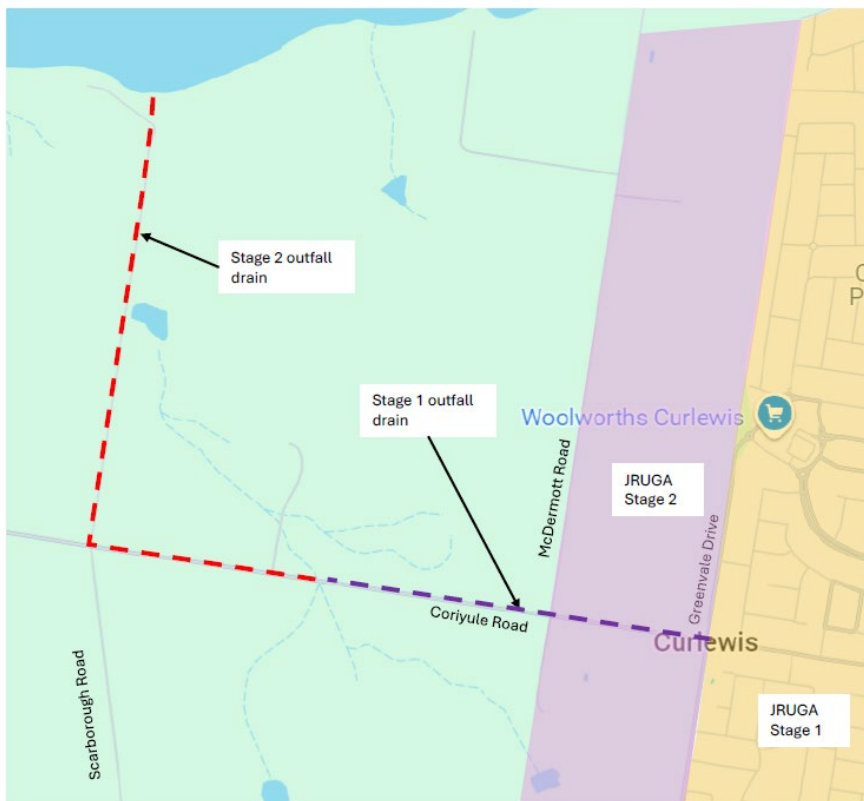 Stage 2 outfall
drain
Stage 1 outfall
drain
Woolworths Curlewis
McDermott Road
JRUGA
Stage 2
Greenvale Drive
Coriyule Road
Curlewis
Scarborough Road
JRUGA
Stage 1